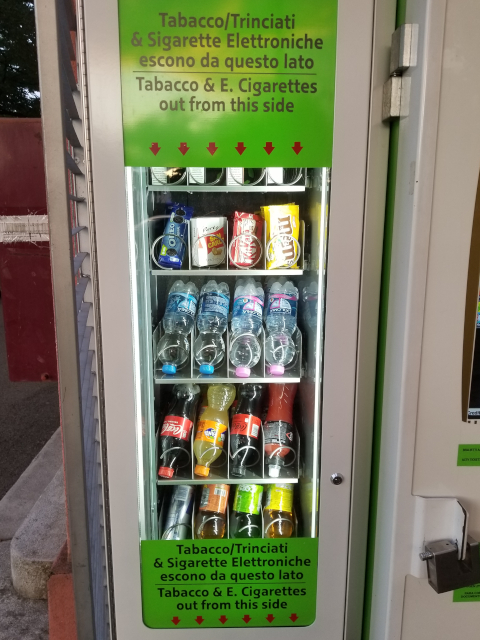 Tabacco/Trinciati
& Sigarette Elettroniche
escono da questo lato
Tabacco & E. Cigarettes
out from this side
Tabacco/Trinciati
& Sigarette Elettroniche
escono da questo lato
Tabacco & E. Cigarettes
out from this side